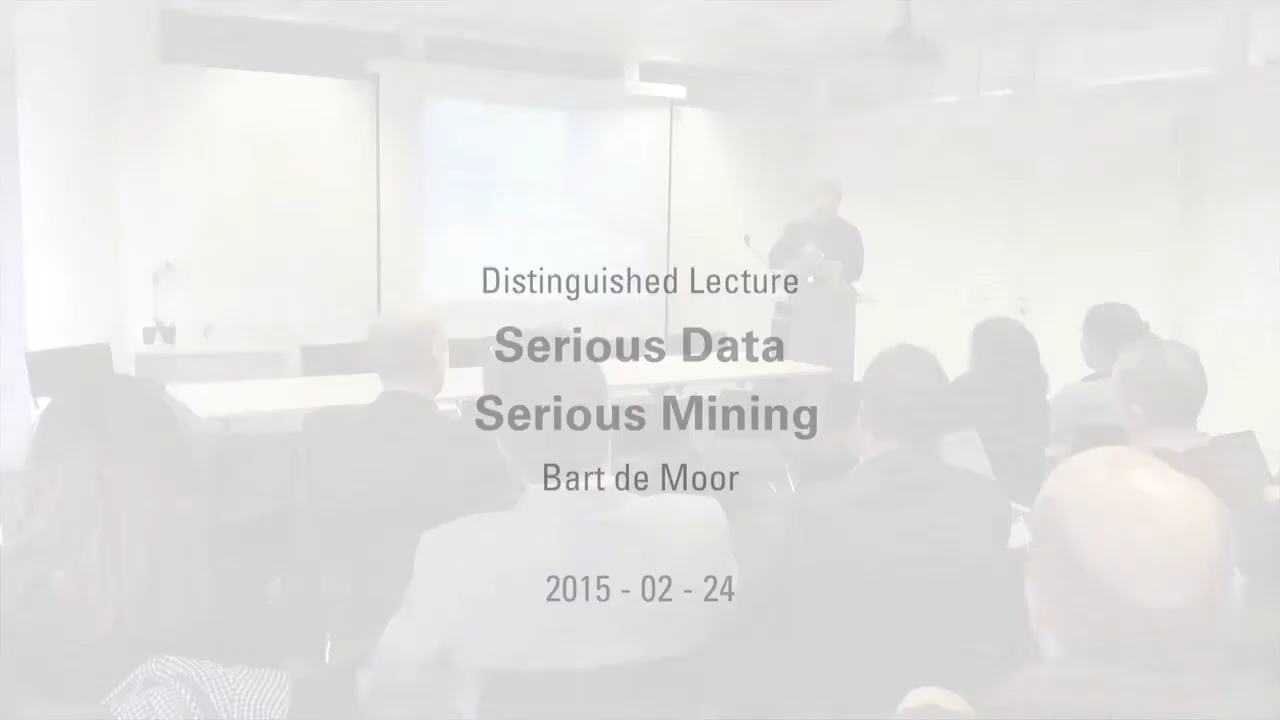 Distinguished Lecture
Serious Data
Serious Mining
Bart de Moor
2015 - 02 - 24